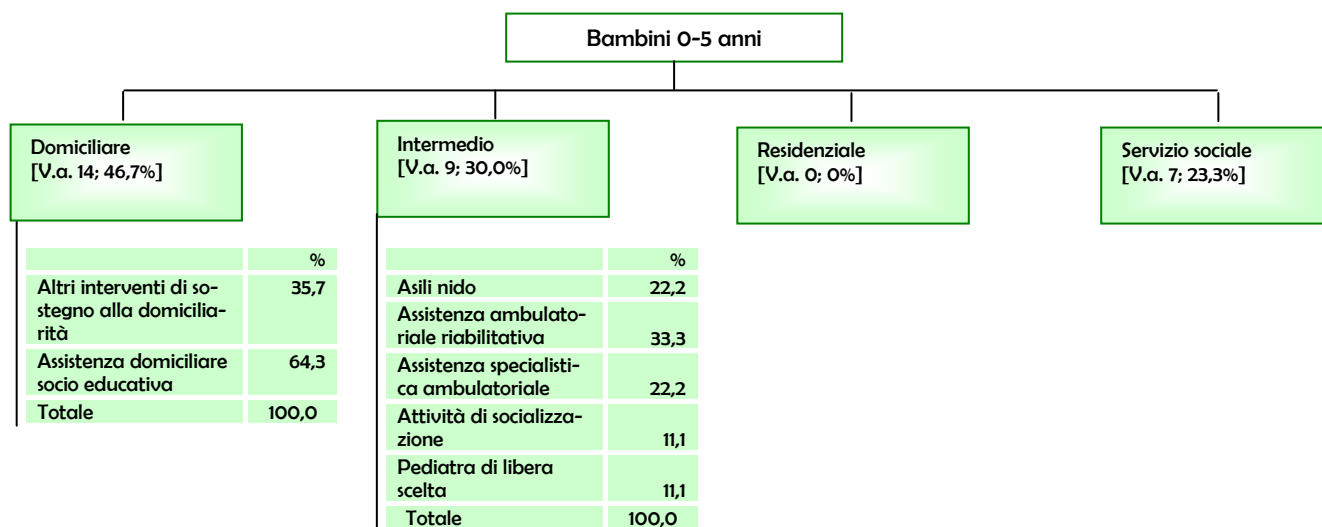 Bambini 0-5 anni
Domiciliare
[V.a. 14; 46,7%]
Intermedio
[V.a. 9; 30,0%]
Residenziale
[V.a. 0; 0%]
Servizio sociale
[V.a. 7; 23,3%]
%
Altri interventi di so-
stegno alla domicilia-
rità
35,7
Assistenza domiciliare
socio educativa
64,3
Totale 100,0
%
Asili nido 22,2
Assistenza ambulato-
riale riabilitativa 33,3
Assistenza specialisti-
ca ambulatoriale 22,2
Attività di socializza-
zione 11,1
Pediatra di libera
scelta 11,1
Totale 100,0